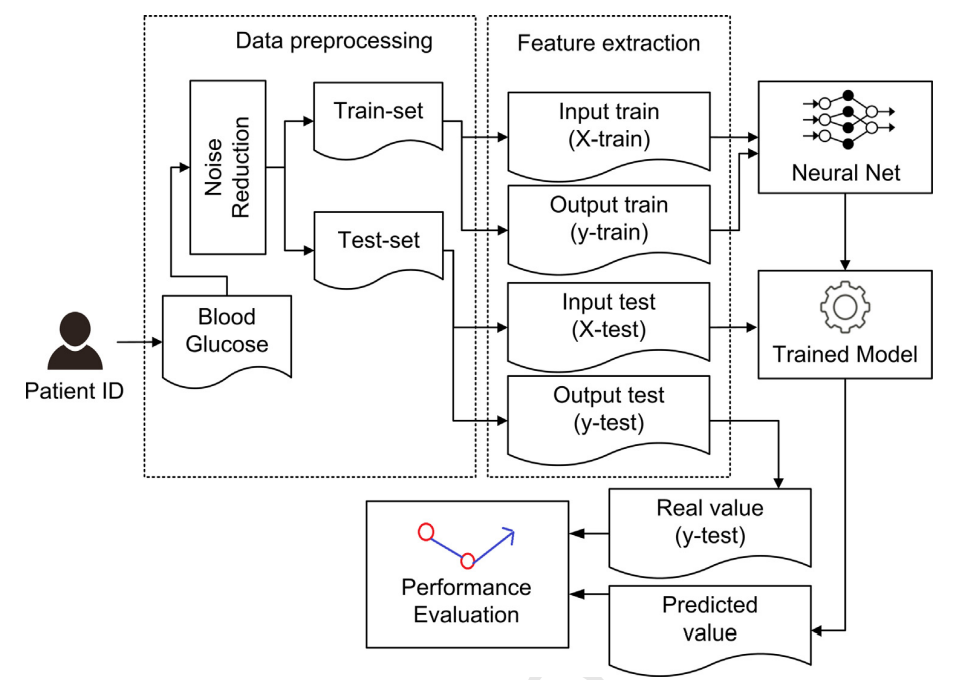 Data preprocessing
Feature extraction
Noise
Reduction
Train-set
Test-set
Input train
(X-train)
Output train
(y-train)
Input test
(X-test)
Output test
(y-test)
Neural Net
Trained Model
Blood
Glucose
Patient ID
Real value
(y-test)
Predicted
value
Performance
Evaluation